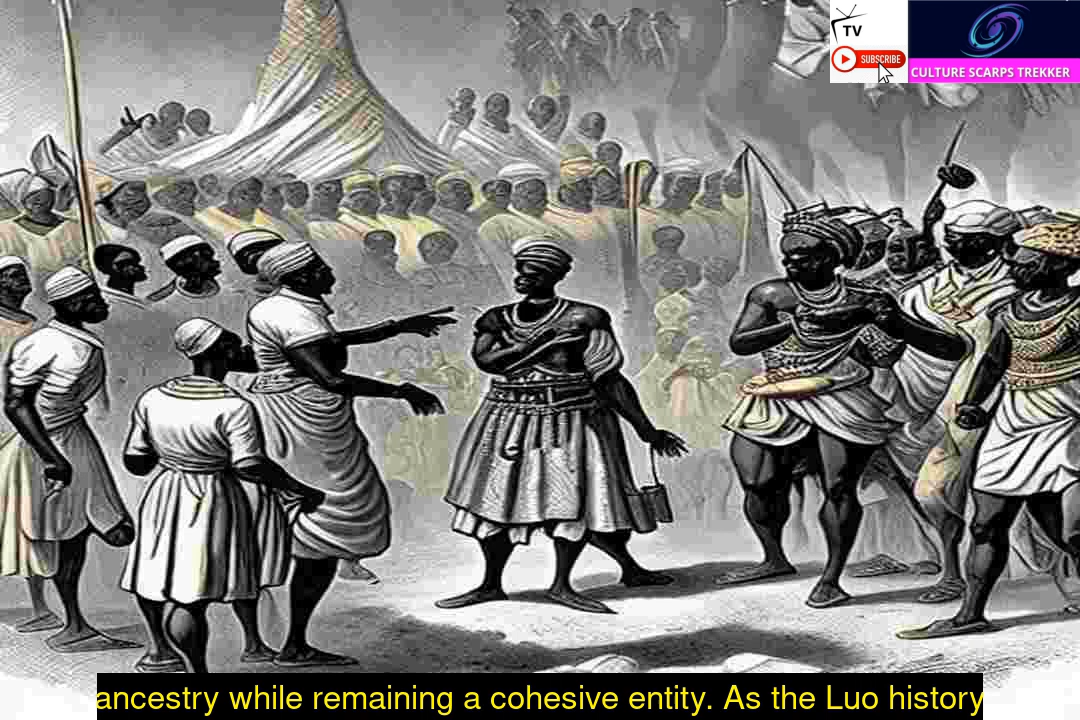 TV
SUBSCRIBE
CULTURE SCARPS TREKKER
ancestry while remaining a cohesive entity. As the Luo history